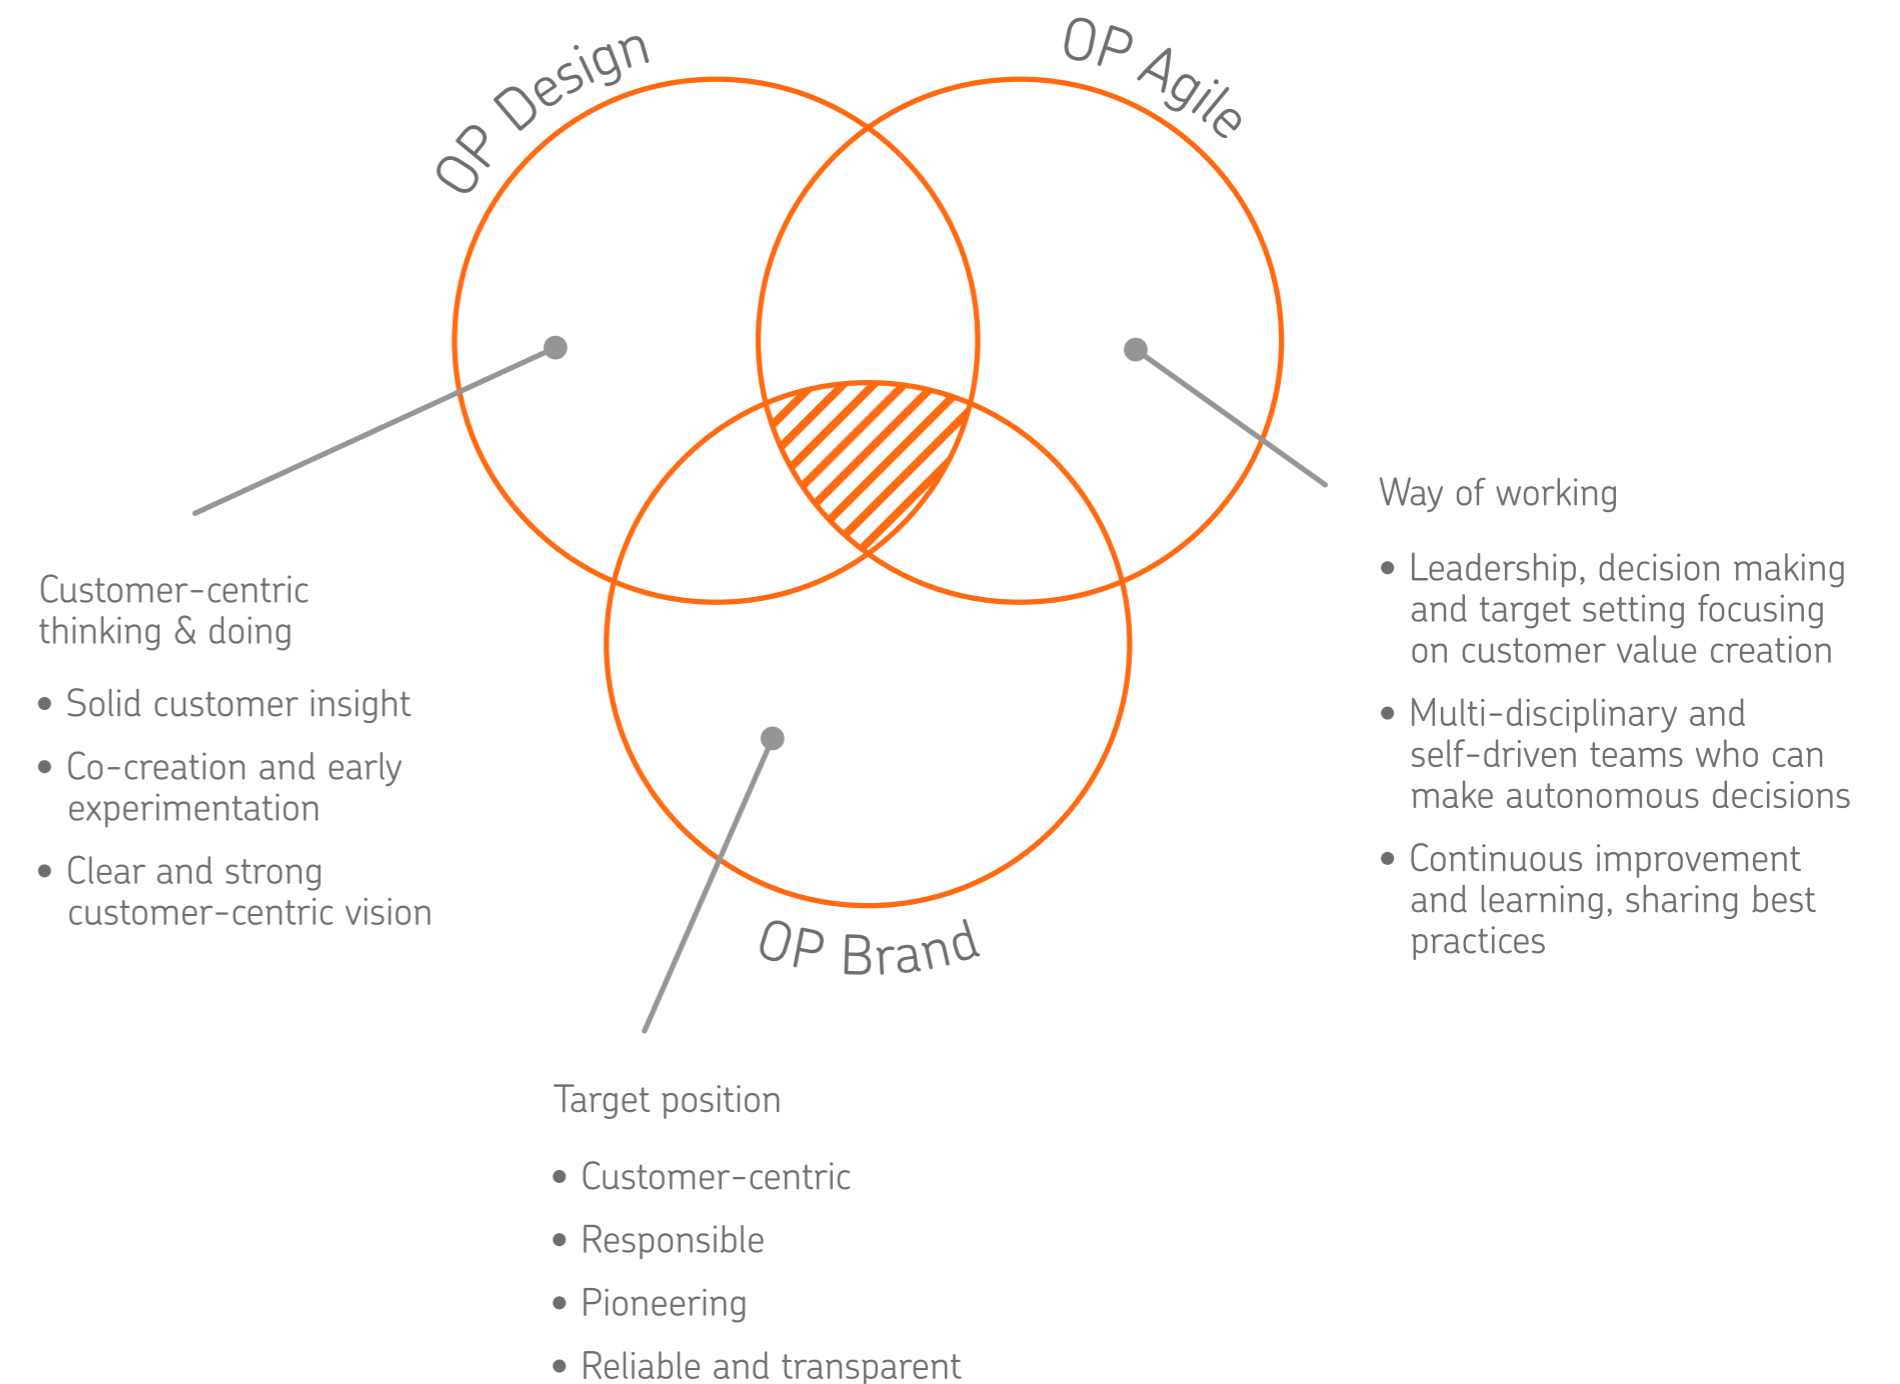 OP Design
OP Agile
Customer-centric
thinking & doing
• Solid customer insight
• Co-creation and early
experimentation
• Clear and strong
customer-centric vision
Way of working
• Leadership, decision making
and target setting focusing
on customer value creation
• Multi-disciplinary and
self-driven teams who can
make autonomous decisions
• Continuous improvement
and learning, sharing best
practices
OP Brand
Target position
• Customer-centric
• Responsible
• Pioneering
• Reliable and transparent